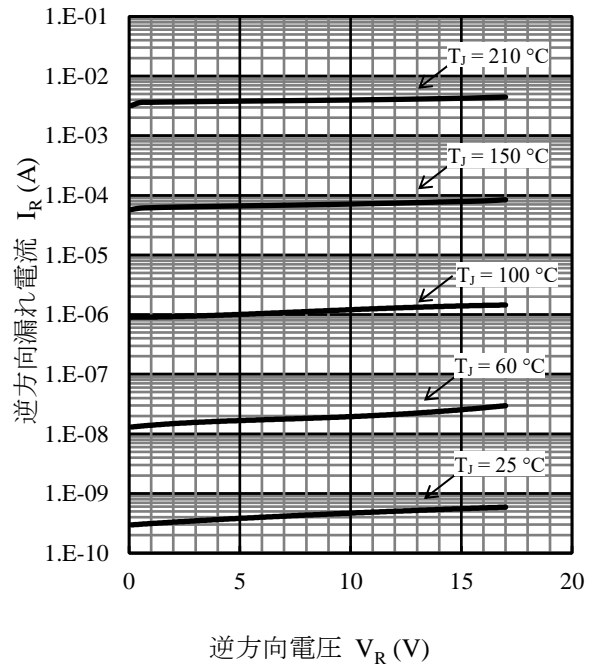 1.E-01
1.E-02
1.E-03
1.E-04
1.E-05
1.E-06
1.E-07
1.E-08
1.E-09
1.E-10
逆方向漏れ電流 I_R (A)
T_J = 210 °C
T_J = 150 °C
T_J = 100 °C
T_J = 60 °C
T_J = 25 °C
0 5 10 15 20
逆方向電圧 V_R (V)